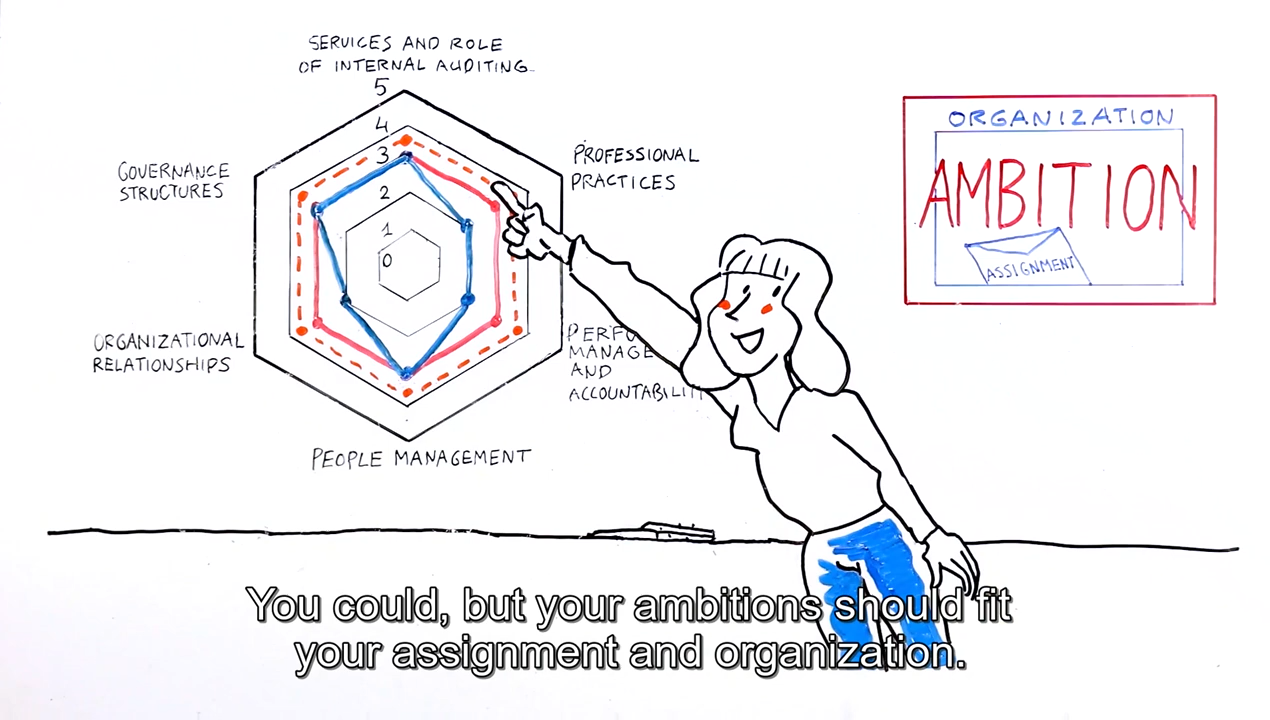 SERVICES AND ROLE
OF INTERNAL AUDITING
5
4
3
2
1
0
GOVERNANCE
STRUCTURES
PROFESSIONAL
PRACTICES
ORGANIZATIONAL
RELATIONSHIPS
MANAGE
AND
PEOPLE MANAGEMENT
ORGANIZATION
AMBITION
ASSIGNMENT
You could, but your ambitions should fit
your assignment and organization.